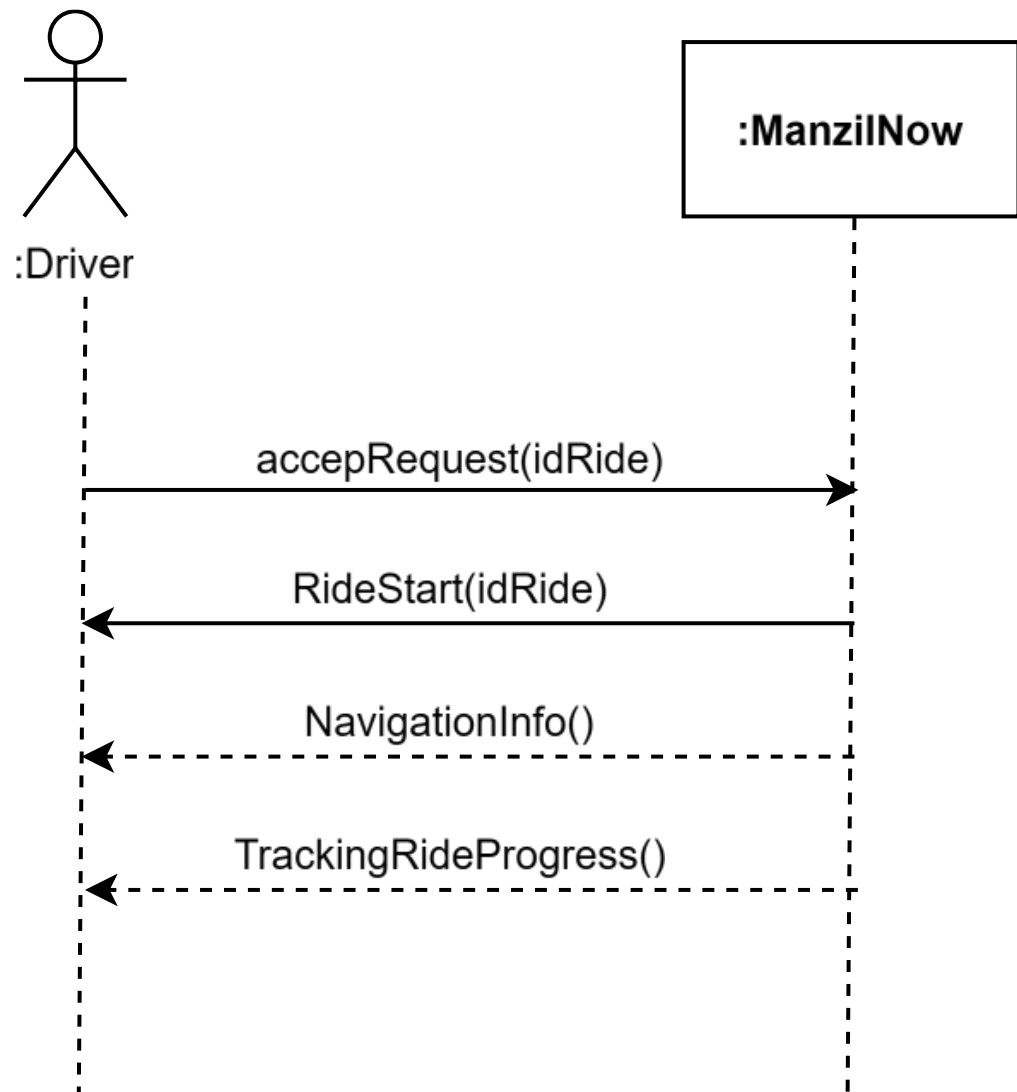 :ManzilNow
:Driver
accepRequest(idRide)
RideStart(idRide)
NavigationInfo()
TrackingRideProgress()